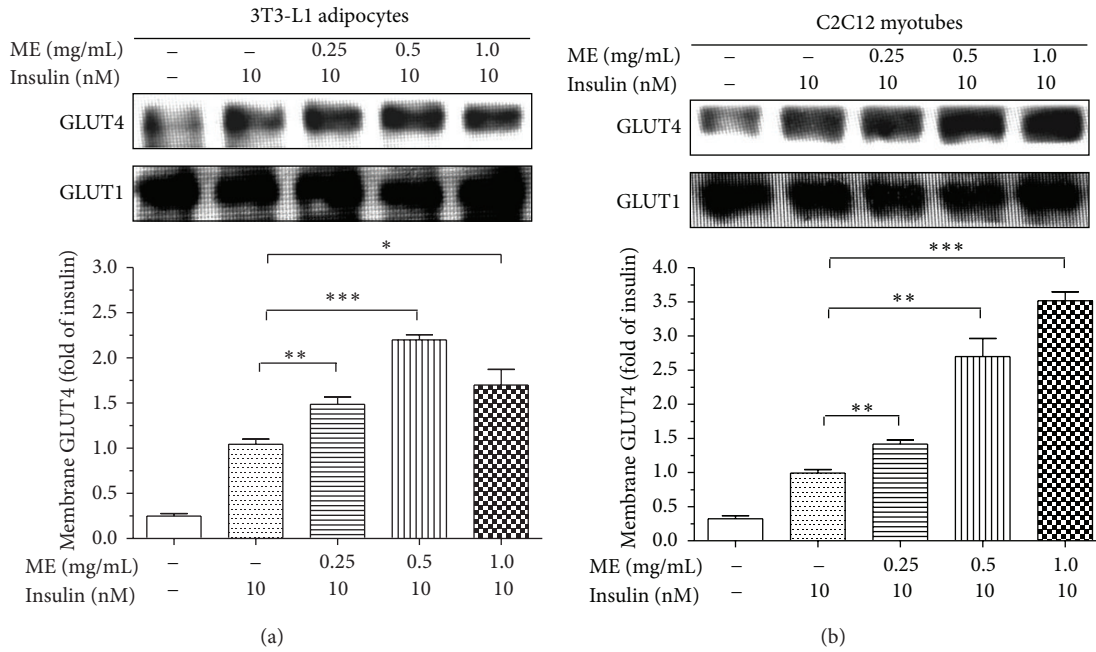 3T3-L1 adipocytes
ME (mg/mL) – – 0.25 0.5 1.0
Insulin (nM) – 10 10 10 10
GLUT4
GLUT1
Membrane GLUT4 (fold of insulin)
3.0
2.5
2.0
1.5
1.0
0.5
0.0
*
***
**
ME (mg/mL) – – 0.25 0.5 1.0
Insulin (nM) – 10 10 10 10
(a)
C2C12 myotubes
ME (mg/mL) – – 0.25 0.5 1.0
Insulin (nM) – 10 10 10 10
GLUT4
GLUT1
Membrane GLUT4 (fold of insulin)
4.0
3.5
3.0
2.5
2.0
1.5
1.0
0.5
0.0
***
**
**
ME (mg/mL) – – 0.25 0.5 1.0
Insulin (nM) – 10 10 10 10
(b)